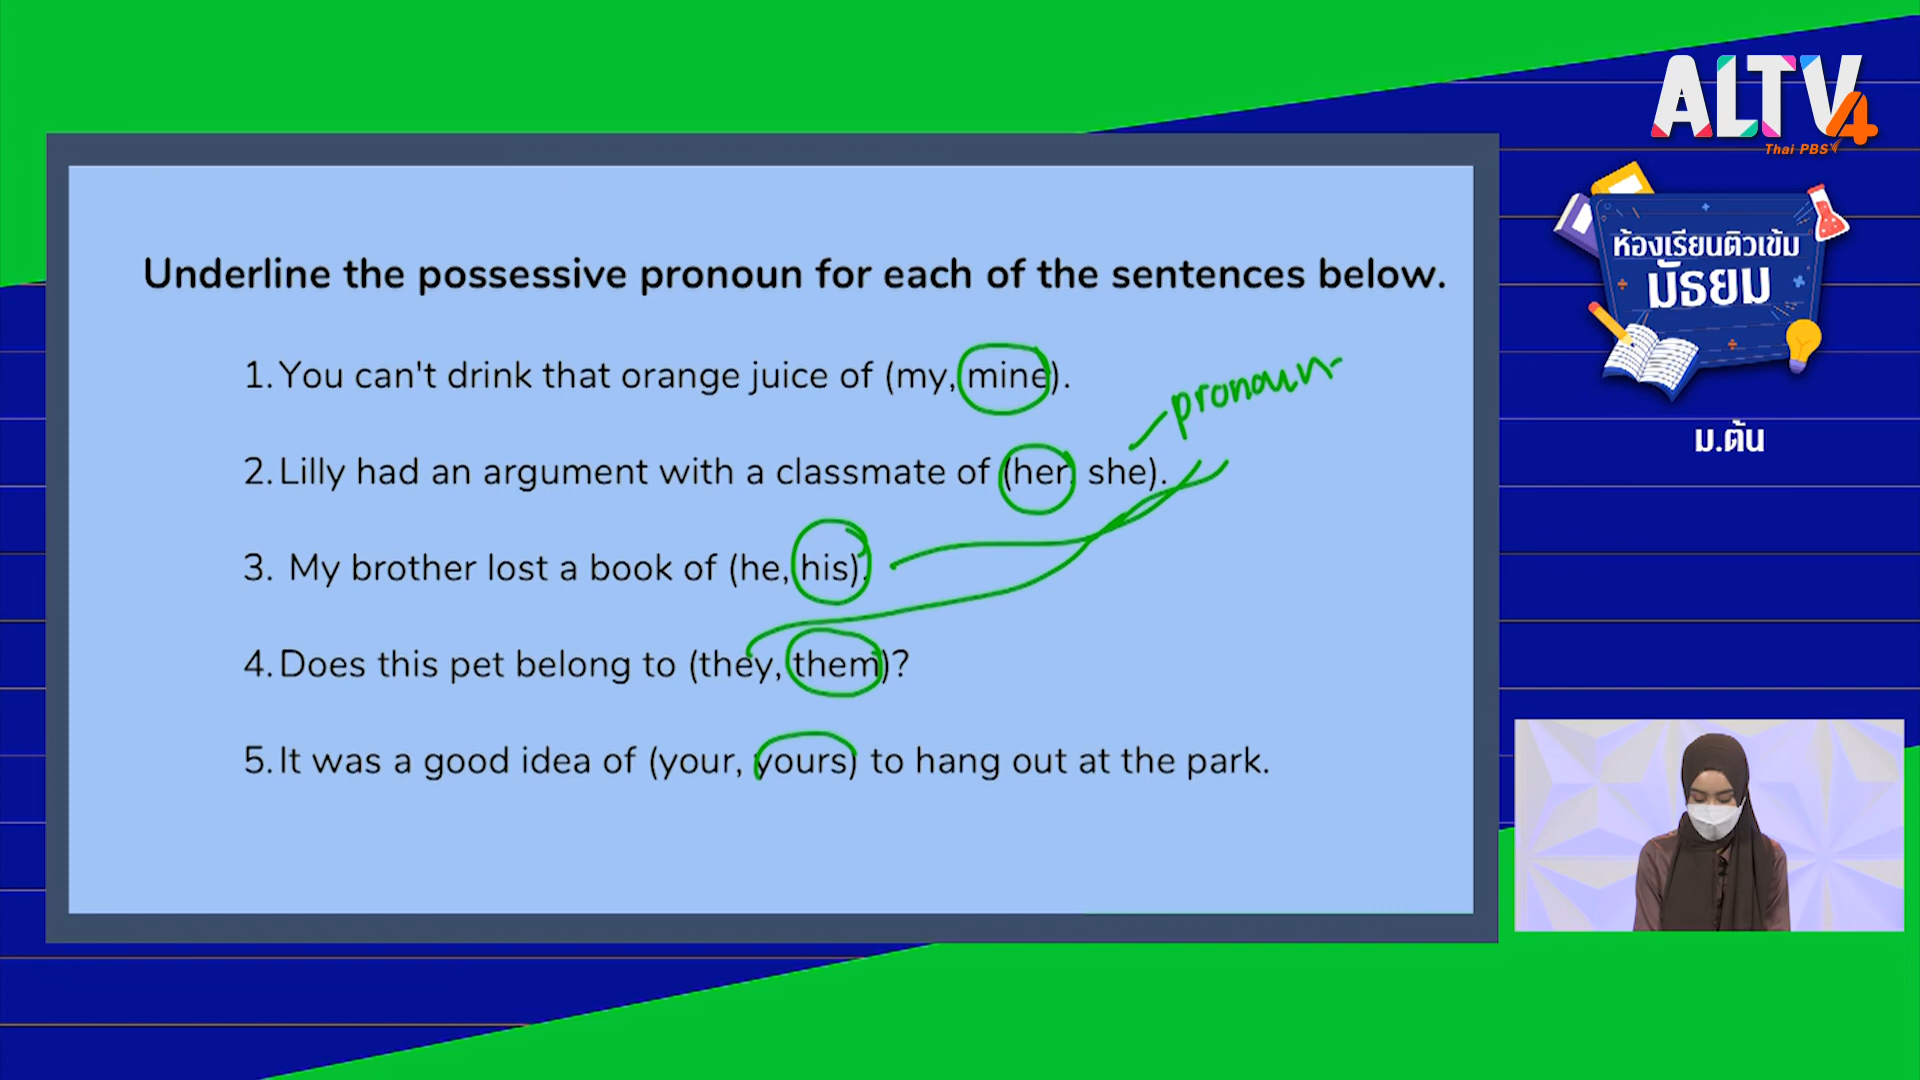 ALTV4
Thai PBS
ห้องเรียนติวเข้ม
มัธยม
ม.ต้น
Underline the possessive pronoun for each of the sentences below.
1. You can't drink that orange juice of (my, mine).
pronoun
2. Lilly had an argument with a classmate of (her, she).
3. My brother lost a book of (he, his).
4. Does this pet belong to (they, them)?
5. It was a good idea of (your, yours) to hang out at the park.